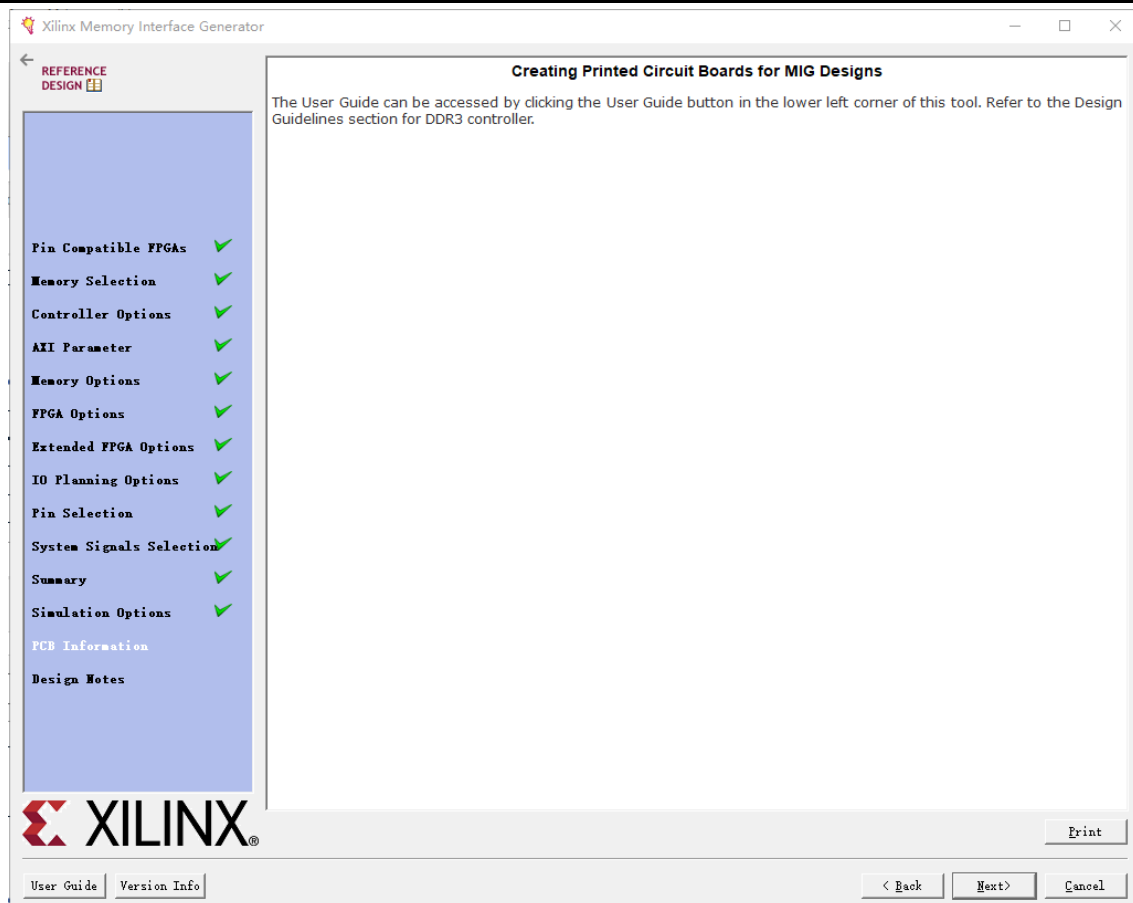 Xilinx Memory Interface Generator
REFERENCE
DESIGN
Creating Printed Circuit Boards for MIG Designs
The User Guide can be accessed by clicking the User Guide button in the lower left corner of this tool. Refer to the Design
Guidelines section for DDR3 controller.
Pin Compatible FPGAs
Memory Selection
Controller Options
AXI Parameter
Memory Options
FPGA Options
Extended FPGA Options
IO Planning Options
Pin Selection
System Signals Selection
Summary
Simulation Options
PCB Information
Design Notes
XILINX®
Print
User Guide
Version Info
< Back
Next>
Cancel